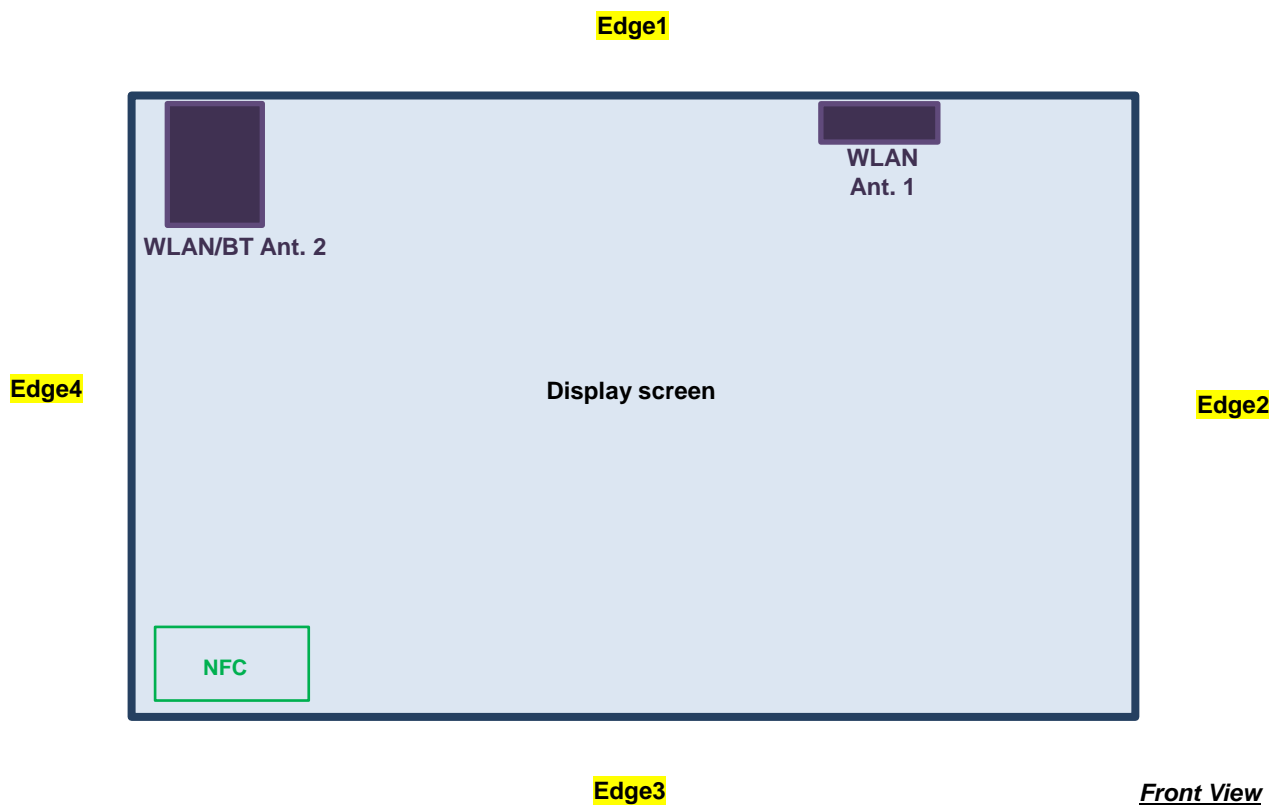 Edge1
WLAN
Ant. 1
WLAN/BT Ant. 2
Edge4
Display screen
Edge2
NFC
Edge3
Front View